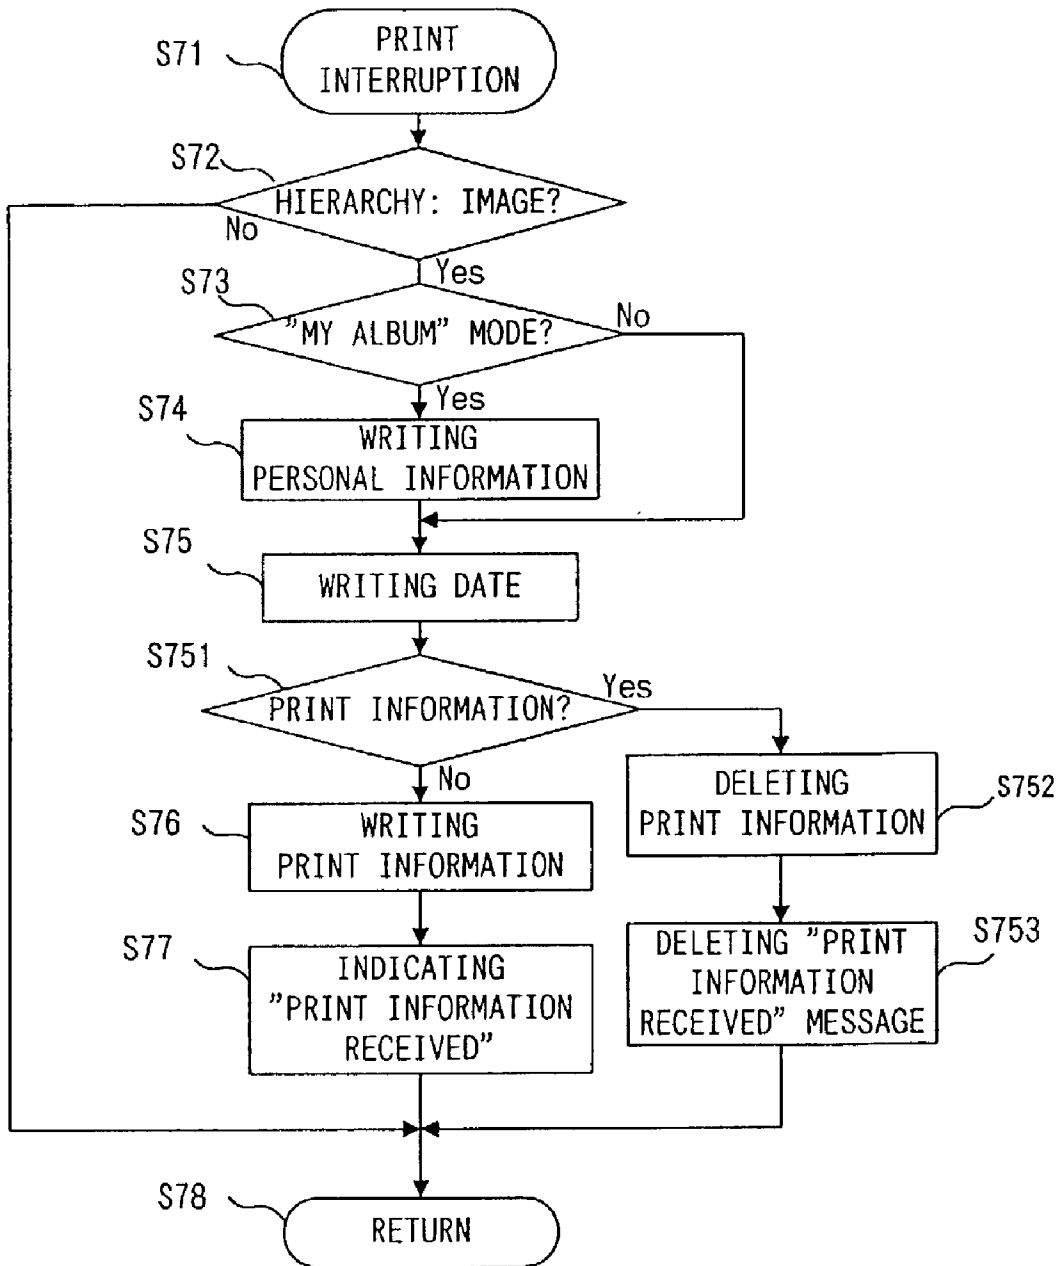 S71
PRINT
INTERRUPTION
S72
HIERARCHY: IMAGE?
No
Yes
S73
"MY ALBUM" MODE?
No
Yes
S74
WRITING
PERSONAL INFORMATION
S75
WRITING DATE
S751
PRINT INFORMATION?
Yes
No
S76
WRITING
PRINT INFORMATION
DELETING
PRINT INFORMATION
S752
S77
INDICATING
"PRINT INFORMATION
RECEIVED"
DELETING "PRINT
INFORMATION
RECEIVED" MESSAGE
S753
S78
RETURN